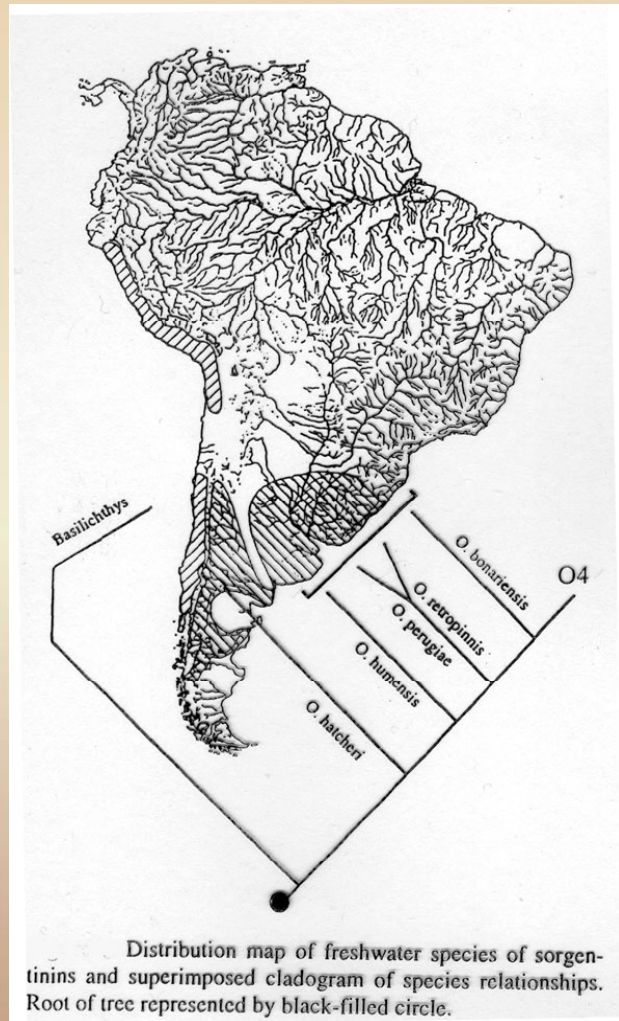 Basilichthys
O. bonariensis
O4
O. retropinnis
O. perugiae
O. humensis
O. hatcheri
Distribution map of freshwater species of sorgen-
tinins and superimposed cladogram of species relationships.
Root of tree represented by black-filled circle.